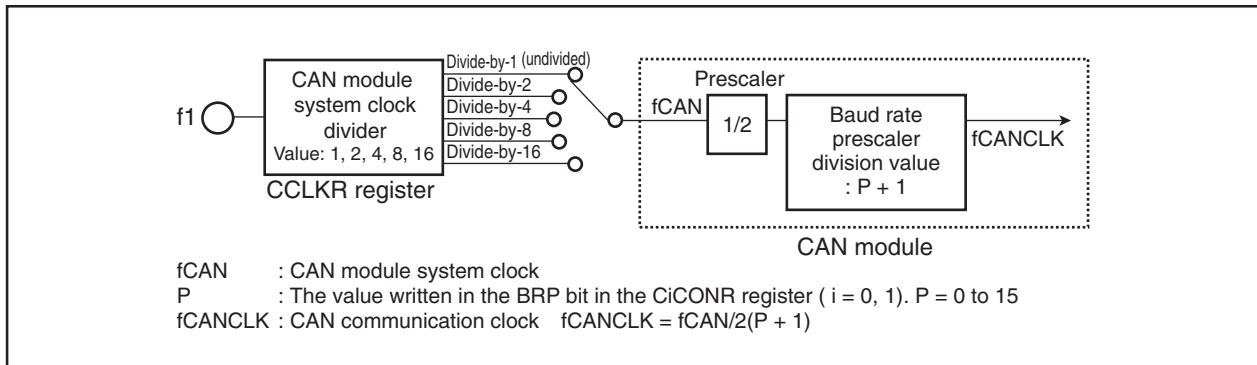 f1
CAN module
system clock
divider
Value: 1, 2, 4, 8, 16
CCLKR register
Divide-by-1 (undivided)
Divide-by-2
Divide-by-4
Divide-by-8
Divide-by-16
fCAN
Prescaler
1/2
Baud rate
prescaler
division value
: P + 1
fCANCLK
CAN module
fCAN : CAN module system clock
P : The value written in the BRP bit in the CiCONR register ( i = 0, 1). P = 0 to 15
fCANCLK : CAN communication clock fCANCLK = fCAN/2(P + 1)